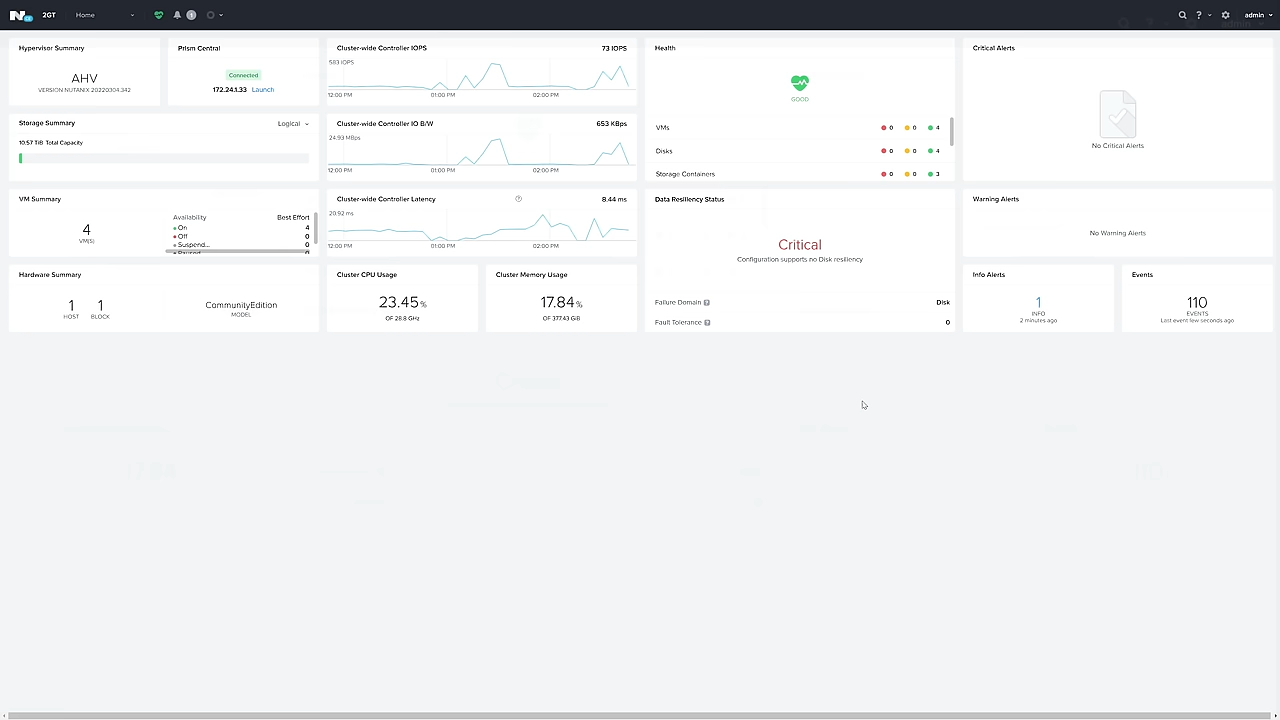 N
2GT
Home
1
?
admin
Hypervisor Summary
AHV
VERSION NUTANIX 20220304.342
Prism Central
Connected
172.24.1.33 Launch
Storage Summary
Logical
10.57 TiB Total Capacity
VM Summary
4
VM(S)
Availability
Best Effort
On 4
Off 0
Suspend... 0
Paused 0
Hardware Summary
1
HOST
1
BLOCK
CommunityEdition
MODEL
Cluster-wide Controller IOPS
73 IOPS
583 IOPS
12:00 PM 01:00 PM 02:00 PM
Cluster-wide Controller IO B/W
653 KBps
24.93 MBps
12:00 PM 01:00 PM 02:00 PM
Cluster-wide Controller Latency
?
8.44 ms
20.92 ms
12:00 PM 01:00 PM 02:00 PM
Cluster CPU Usage
23.45 %
OF 28.8 GHz
Cluster Memory Usage
17.84 %
OF 377.43 GiB
Health
GOOD
VMs 0 0 4
Disks 0 0 4
Storage Containers 0 0 3
Data Resiliency Status
Critical
Configuration supports no Disk resiliency
Failure Domain ? Disk
Fault Tolerance ? 0
Critical Alerts
No Critical Alerts
Warning Alerts
No Warning Alerts
Info Alerts
1
INFO
2 minutes ago
Events
110
EVENTS
Last event few seconds ago